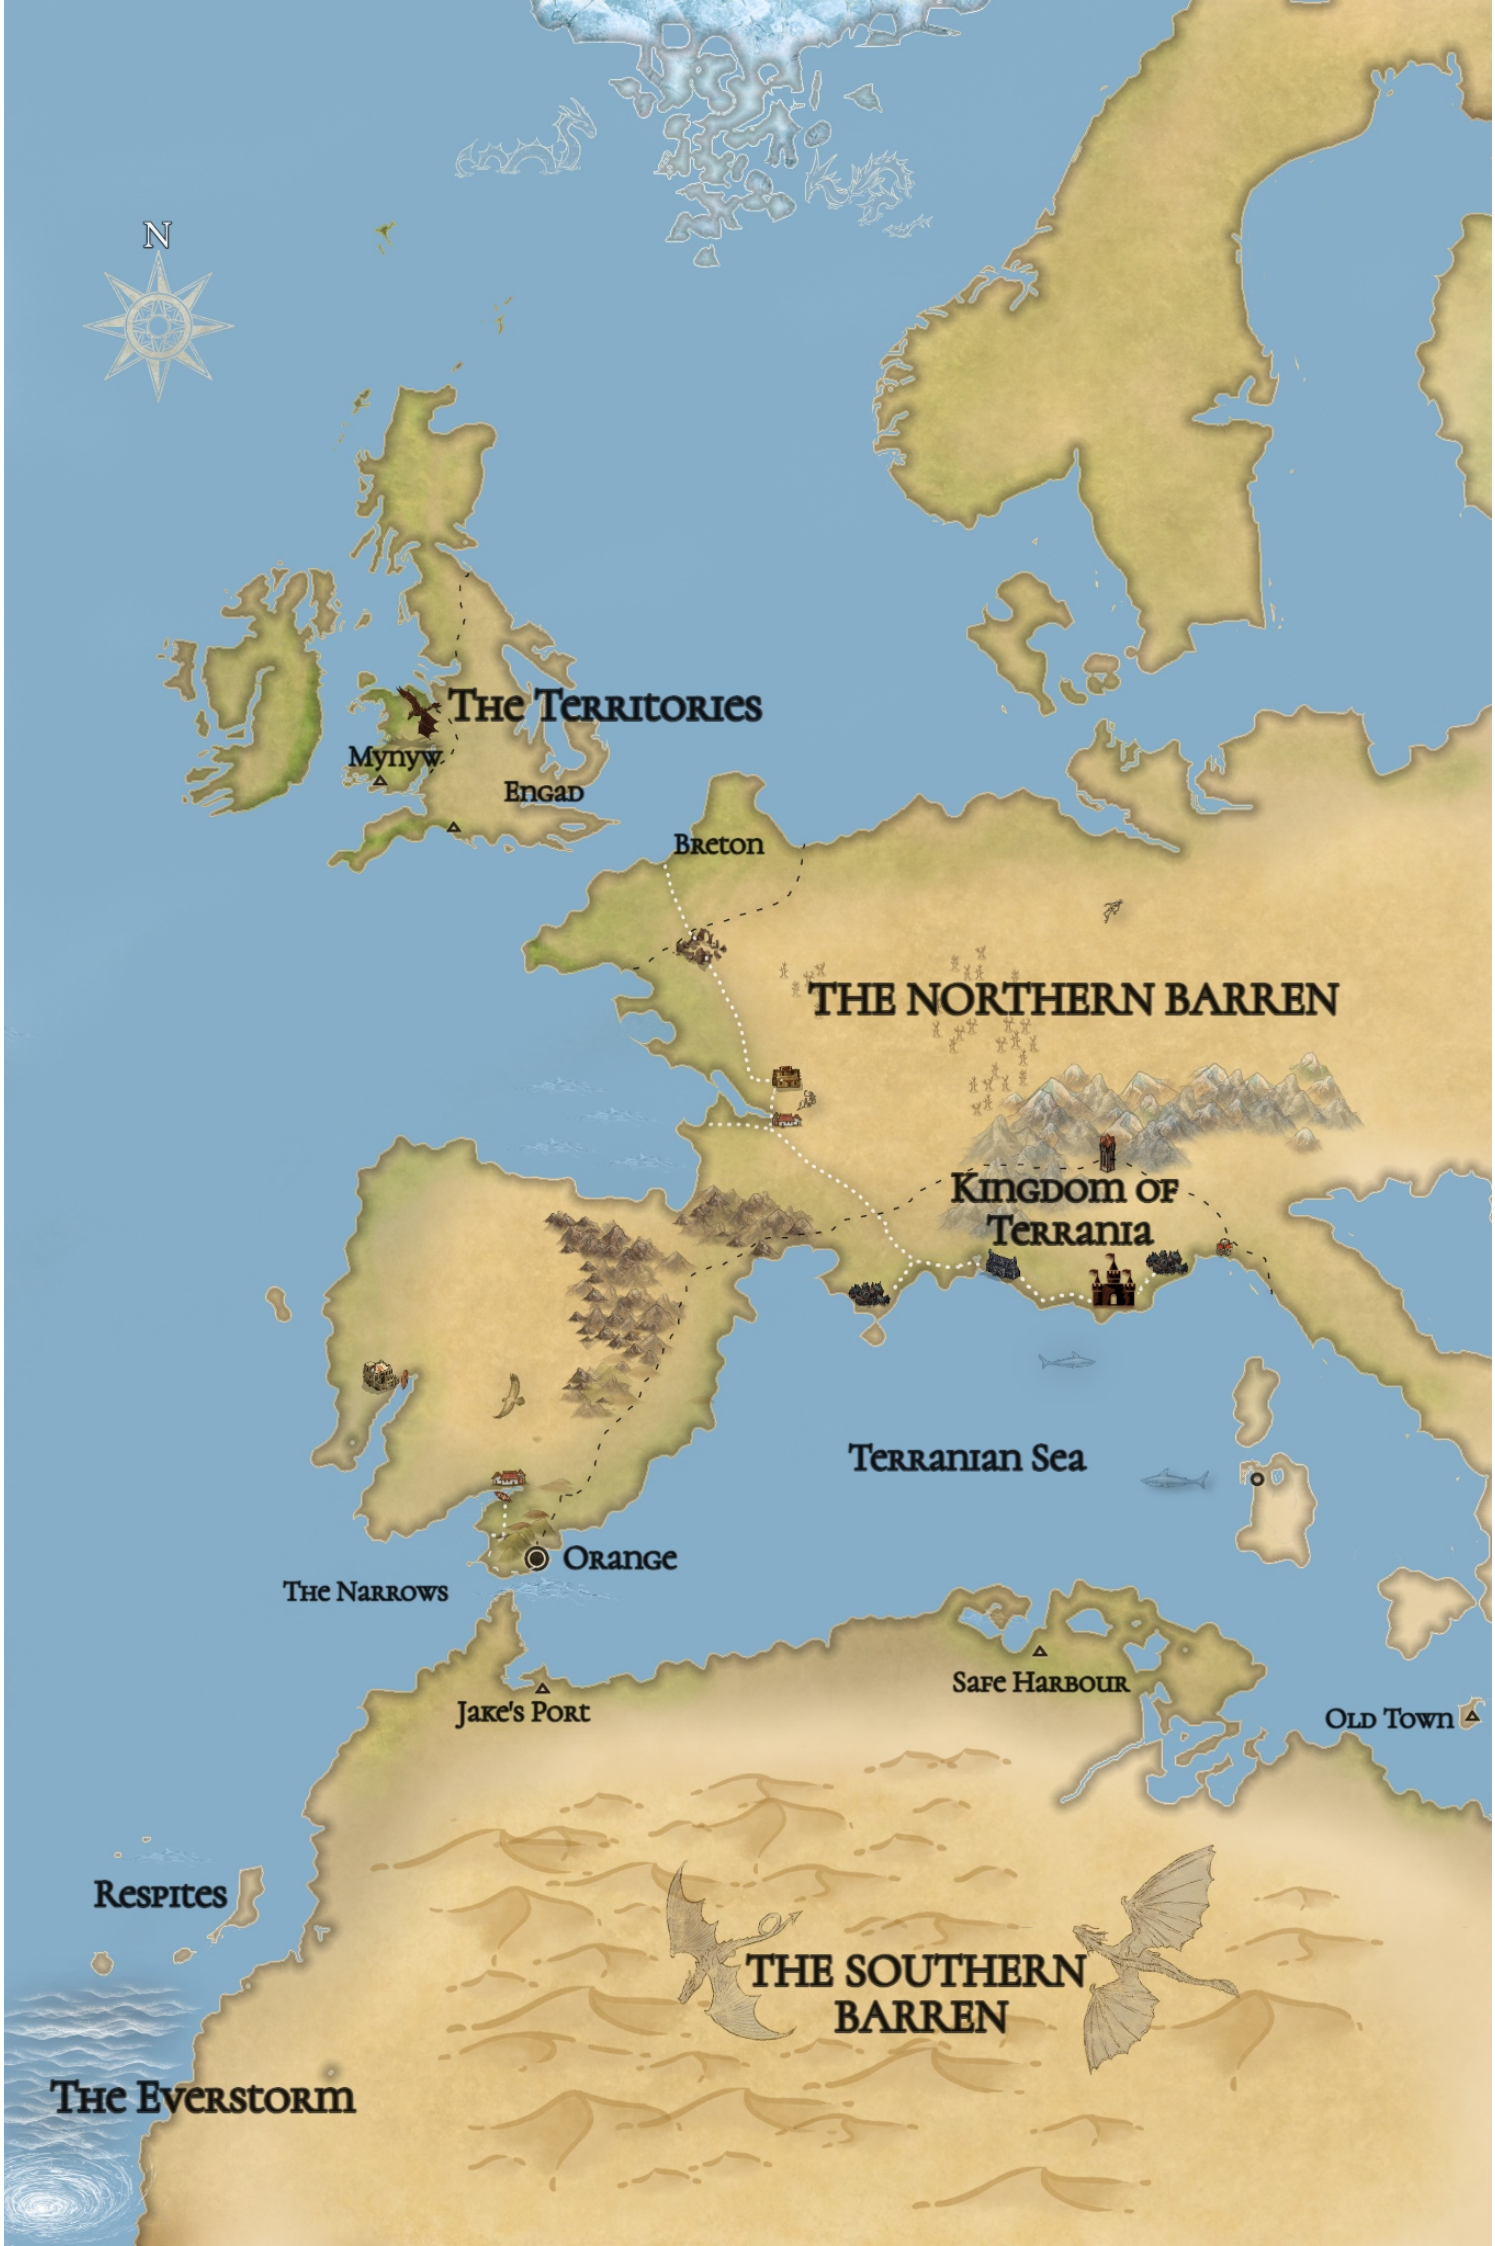 N
The Territories
Mynyw
Engad
Breton
THE NORTHERN BARREN
Kingdom of
Terrania
Terranian Sea
Orange
The Narrows
Safe Harbour
Jake's Port
Old Town
Respites
THE SOUTHERN
BARREN
The Everstorm